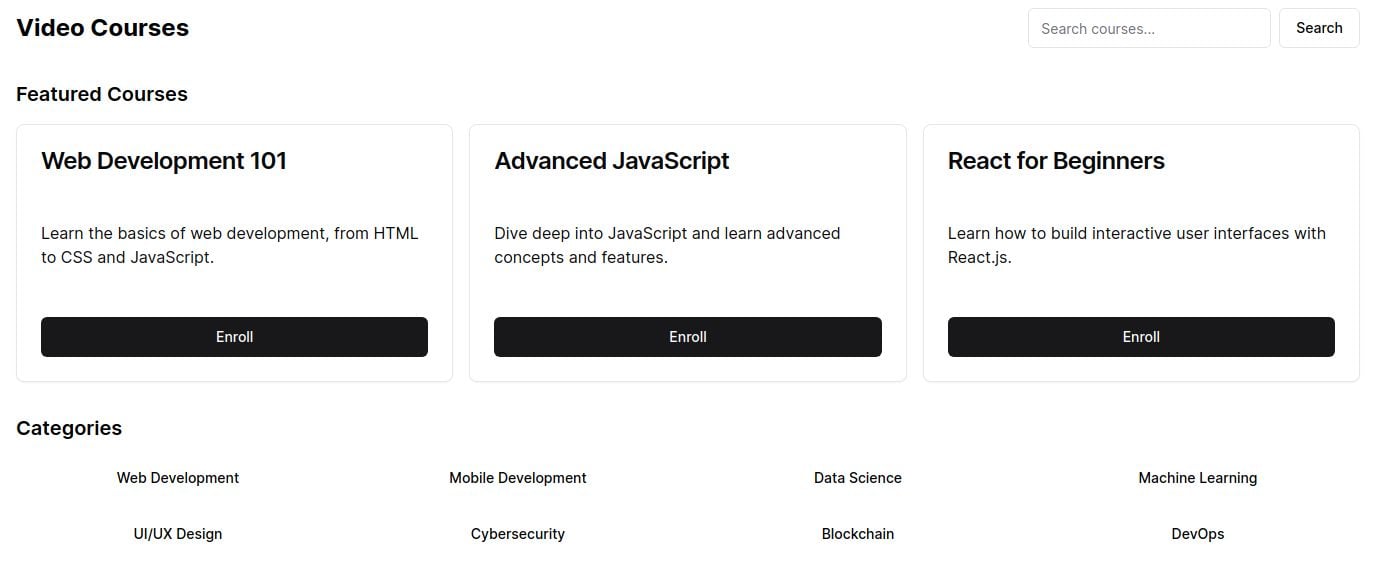 Video Courses
Search courses...
Search
Featured Courses
Web Development 101
Learn the basics of web development, from HTML
to CSS and JavaScript.
Enroll
Advanced JavaScript
Dive deep into JavaScript and learn advanced
concepts and features.
Enroll
React for Beginners
Learn how to build interactive user interfaces with
React.js.
Enroll
Categories
Web Development
Mobile Development
Data Science
Machine Learning
UI/UX Design
Cybersecurity
Blockchain
DevOps